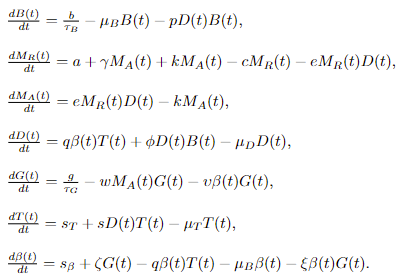 dB(t)/dt = b/τ_B − μ_B B(t) − pD(t)B(t),
dM_R(t)/dt = a + γM_A(t) + kM_A(t) − cM_R(t) − eM_R(t)D(t),
dM_A(t)/dt = eM_R(t)D(t) − kM_A(t),
dD(t)/dt = qβ(t)T(t) + ϕD(t)B(t) − μ_D D(t),
dG(t)/dt = g/τ_G − wM_A(t)G(t) − υβ(t)G(t),
dT(t)/dt = s_T + sD(t)T(t) − μ_T T(t),
dβ(t)/dt = s_β + ζG(t) − qβ(t)T(t) − μ_B β(t) − ξβ(t)G(t).